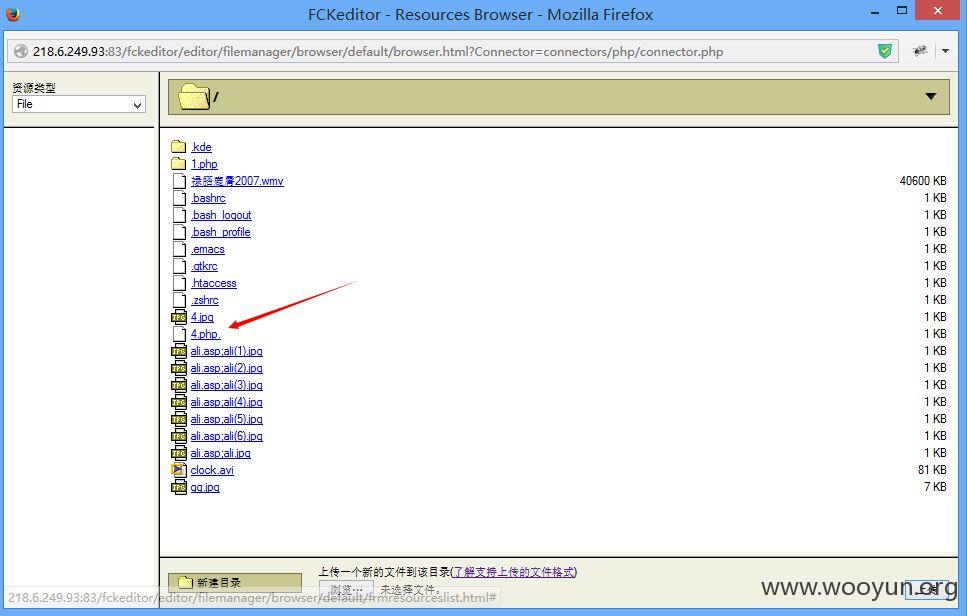 FCKeditor - Resources Browser - Mozilla Firefox
218.6.249.93:83/fckeditor/editor/filemanager/browser/default/browser.html?Connector=connectors/php/connector.php
资源类型
File
/
.kde
1.php
2007.wmv 40600 KB
.bashrc 1 KB
.bash_logout 1 KB
.bash_profile 1 KB
.emacs 1 KB
.gtkrc 1 KB
.htaccess 1 KB
.zshrc 1 KB
4.jpg 1 KB
4.php. 1 KB
ali.asp;ali(1).jpg 1 KB
ali.asp;ali(2).jpg 1 KB
ali.asp;ali(3).jpg 1 KB
ali.asp;ali(4).jpg 1 KB
ali.asp;ali(5).jpg 1 KB
ali.asp;ali(6).jpg 1 KB
ali.asp;ali.jpg 1 KB
clock.avi 81 KB
qq.jpg 7 KB
上传一个新的文件到该目录(了解支持上传的文件格式)
新建目录
浏览… 未选择文件。
218.6.249.93:83/fckeditor/editor/filemanager/browser/default/frmresourceslist.html#
www.wooyun.org